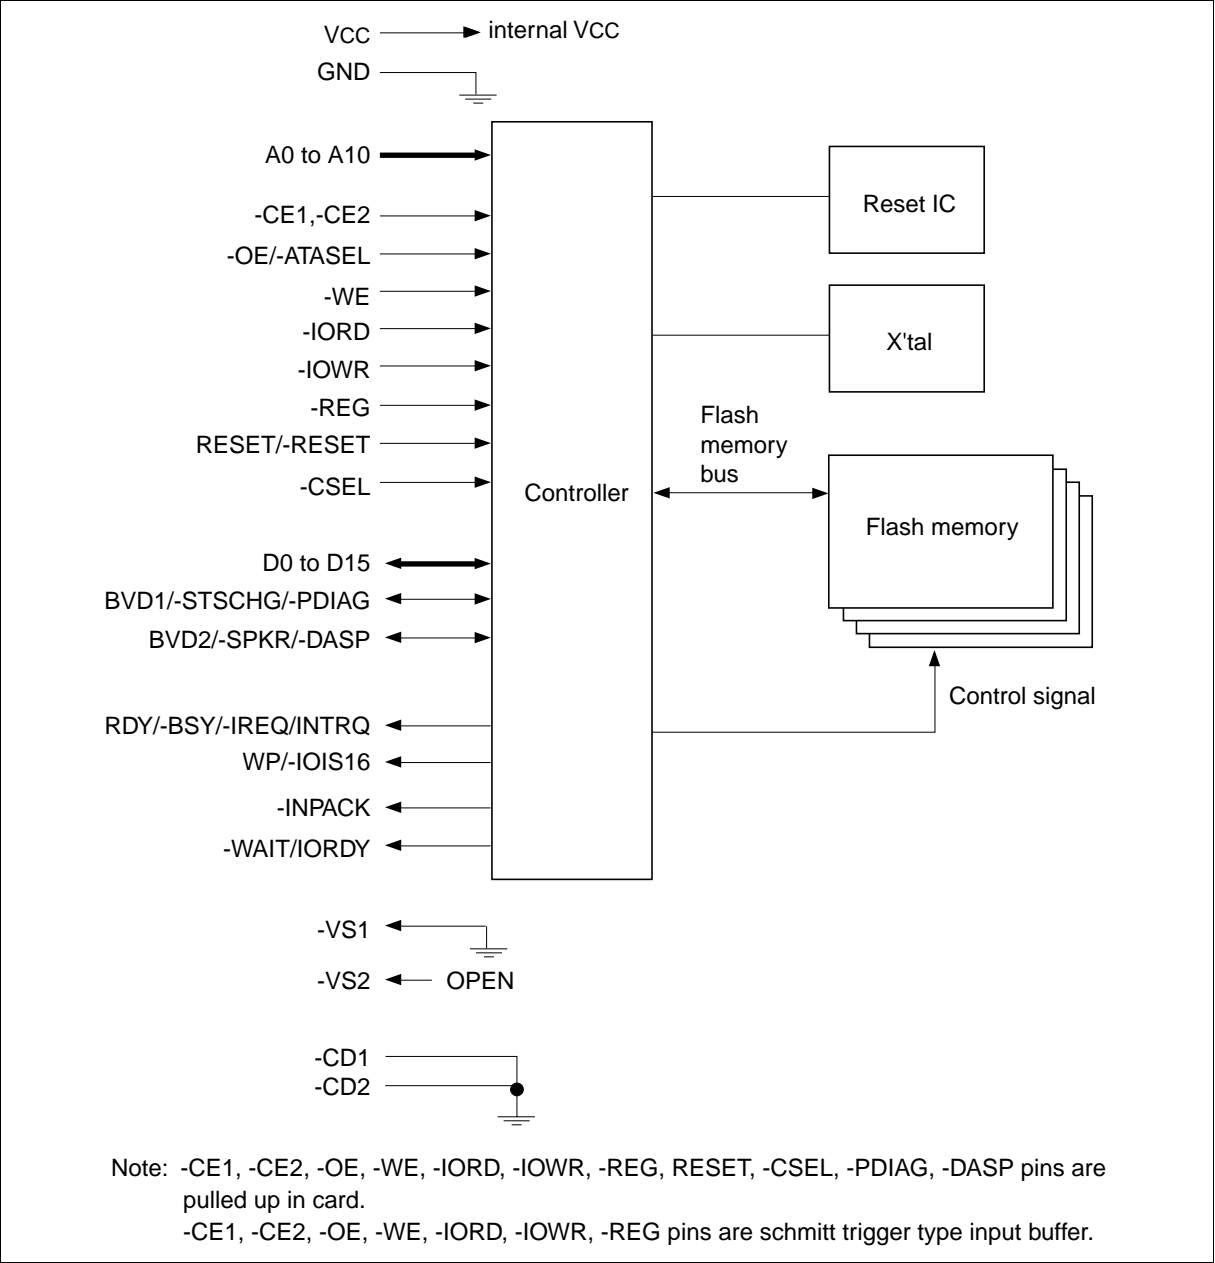 VCC
internal VCC
GND
A0 to A10
-CE1,-CE2
-OE/-ATASEL
-WE
-IORD
-IOWR
-REG
RESET/-RESET
-CSEL
D0 to D15
BVD1/-STSCHG/-PDIAG
BVD2/-SPKR/-DASP
RDY/-BSY/-IREQ/INTRQ
WP/-IOIS16
-INPACK
-WAIT/IORDY
Controller
Reset IC
X'tal
Flash
memory
bus
Flash memory
Control signal
-VS1
-VS2
OPEN
-CD1
-CD2
Note: -CE1, -CE2, -OE, -WE, -IORD, -IOWR, -REG, RESET, -CSEL, -PDIAG, -DASP pins are
pulled up in card.
-CE1, -CE2, -OE, -WE, -IORD, -IOWR, -REG pins are schmitt trigger type input buffer.